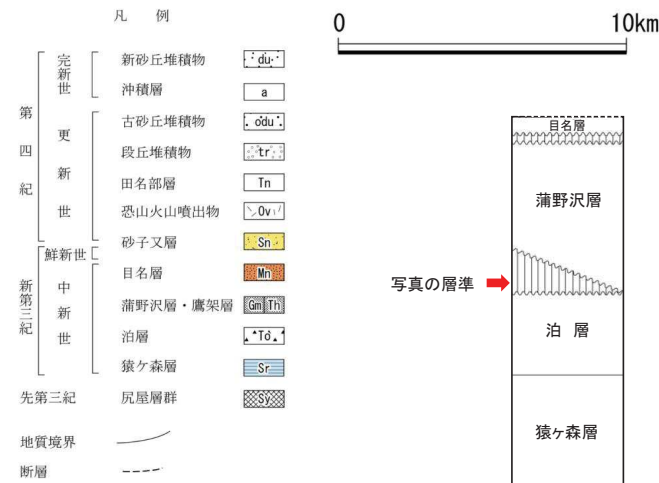 凡 例
完新世
新砂丘堆積物 du
沖積層 a
第四紀
更新世
古砂丘堆積物 odu
段丘堆積物 tr
田名部層 Tn
恐山火山噴出物 Ov
砂子又層 Sn
鮮新世
新第三紀
中新世
目名層 Mn
蒲野沢層・鷹架層 Gm Th
泊層 To
猿ケ森層 Sr
先第三紀 尻屋層群 Sy
地質境界
断層
0 10km
目名層
蒲野沢層
写真の層準
泊 層
猿ヶ森層